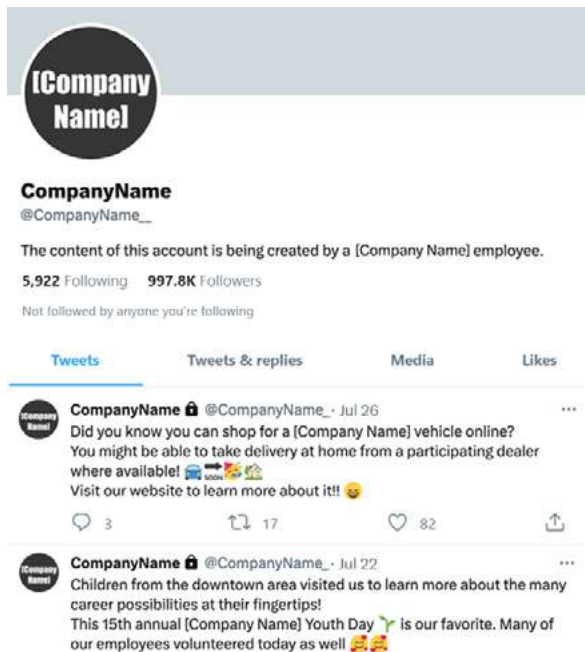 [Company
Name]
CompanyName
@CompanyName__
The content of this account is being created by a [Company Name] employee.
5,922 Following 997.8K Followers
Not followed by anyone you're following
Tweets Tweets & replies Media Likes
[Company
Name]
CompanyName @CompanyName_ · Jul 26
Did you know you can shop for a [Company Name] vehicle online?
You might be able to take delivery at home from a participating dealer
where available! 🚙🔜🥳🏡
Visit our website to learn more about it!! 😆
3 17 82
[Company
Name]
CompanyName @CompanyName_ · Jul 22
Children from the downtown area visited us to learn more about the many
career possibilities at their fingertips!
This 15th annual [Company Name] Youth Day 🌱 is our favorite. Many of
our employees volunteered today as well 🥰🥰